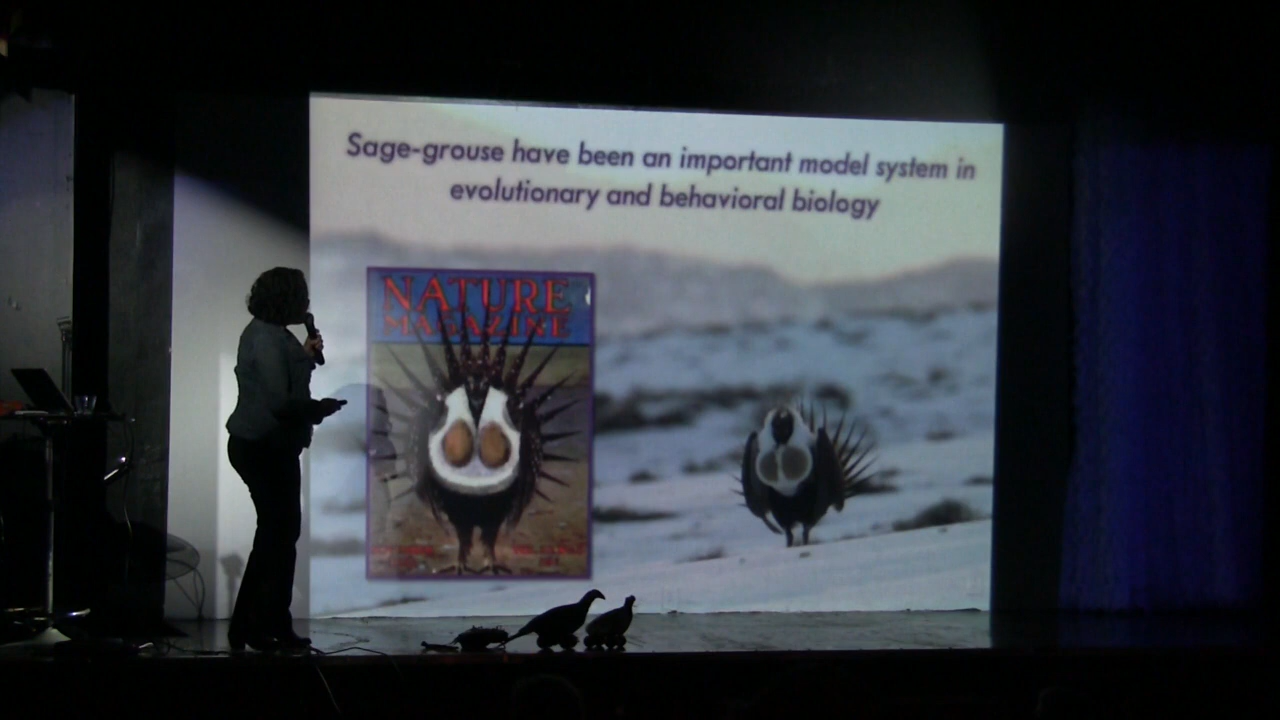 Sage-grouse have been an important model system in
evolutionary and behavioral biology
NATURE
MAGAZINE